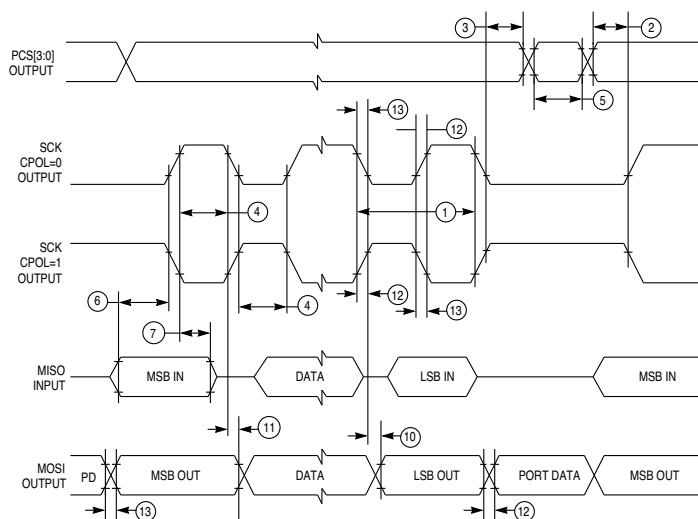 3
2
PCS[3:0]
OUTPUT
5
13
12
SCK
CPOL=0
OUTPUT
4
1
SCK
CPOL=1
OUTPUT
6
4
12
13
7
MISO
INPUT
MSB IN
DATA
LSB IN
MSB IN
11
10
MOSI
OUTPUT
PD
MSB OUT
DATA
LSB OUT
PORT DATA
MSB OUT
13
12